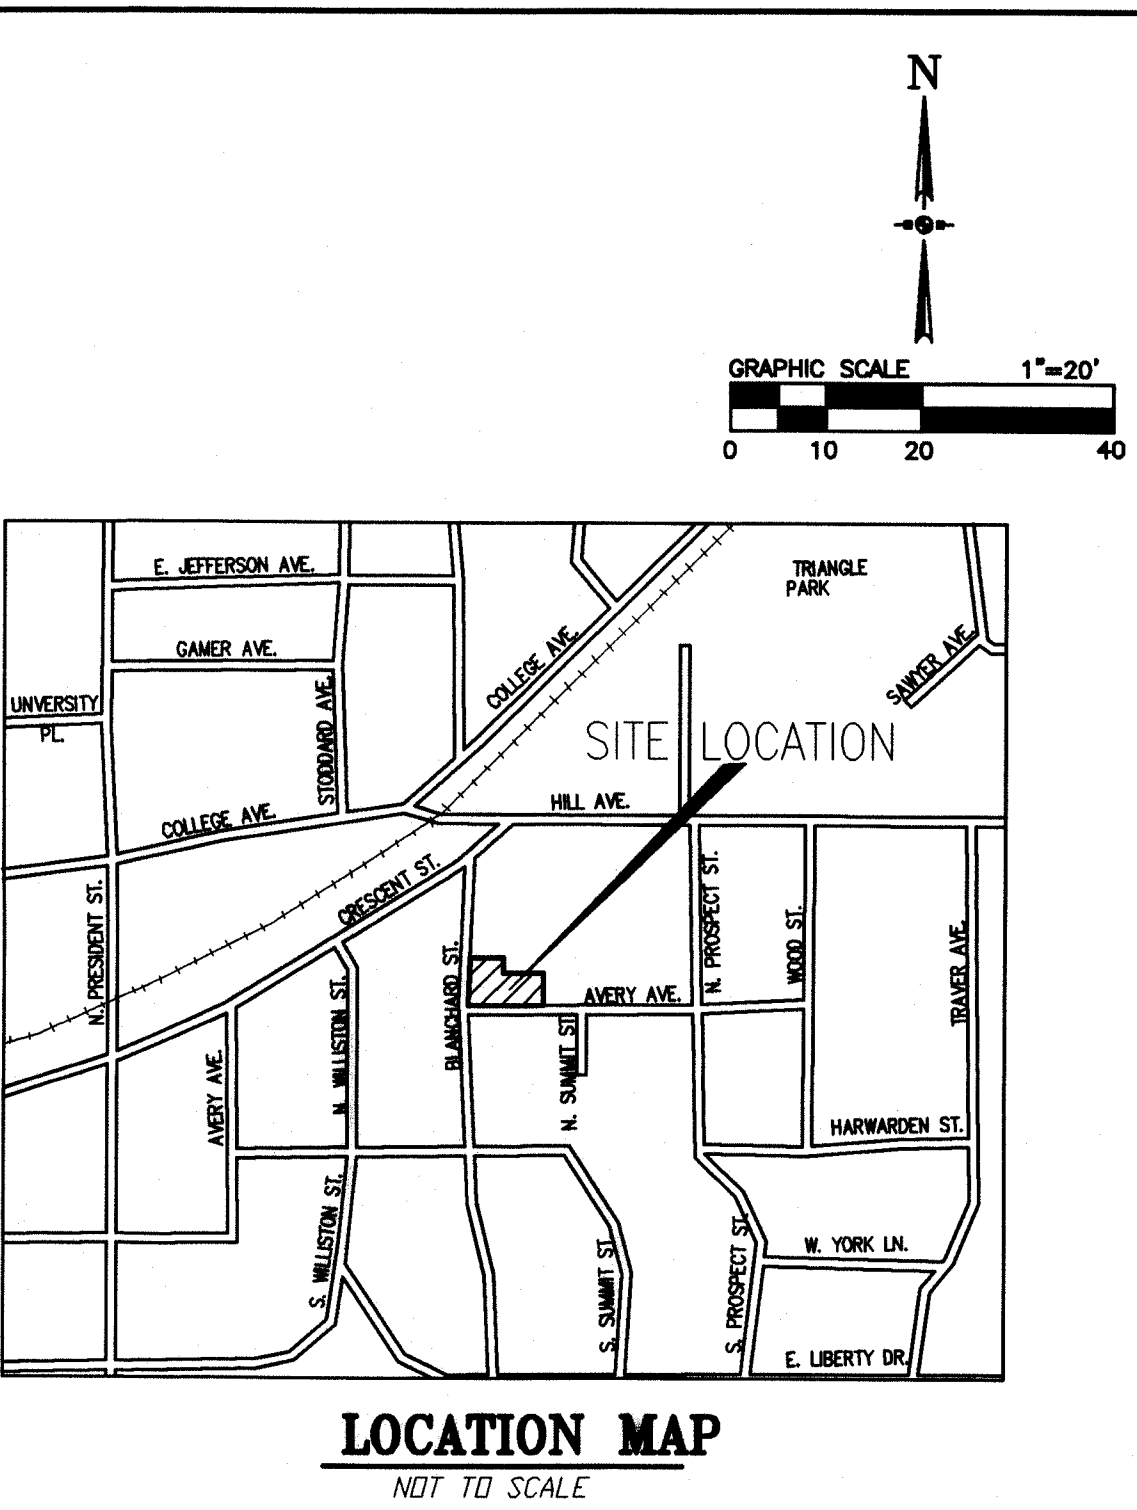 N
GRAPHIC SCALE 1"=20'
0 10 20 40
E. JEFFERSON AVE.
TRIANGLE
PARK
GAMER AVE.
COLLEGE AVE.
SAWYER AVE.
UNVERSITY
PL.
STODDARD AVE.
SITE LOCATION
HILL AVE.
COLLEGE AVE.
CRESCENT ST.
N. PRESIDENT ST.
N. PROSPECT ST.
WOOD ST.
TRAVER AVE.
BLANCHARD ST.
AVERY AVE.
N. WILLISTON ST.
N. SUMMIT ST.
AVERY AVE.
HARWARDEN ST.
S. WILLISTON ST.
S. SUMMIT ST.
S. PROSPECT ST.
W. YORK LN.
E. LIBERTY DR.
LOCATION MAP
NOT TO SCALE